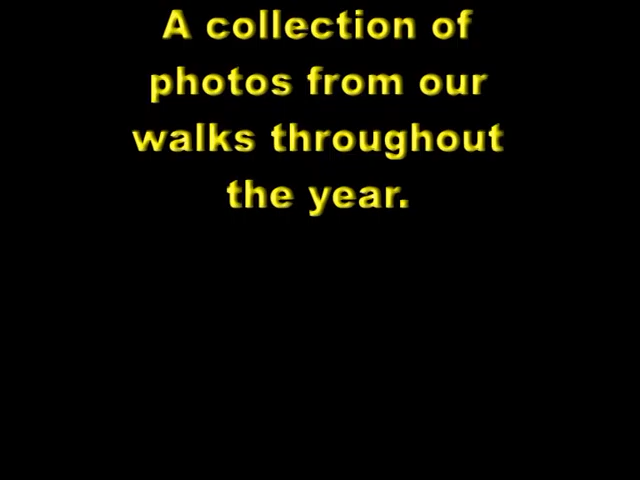 A collection of
photos from our
walks throughout
the year.